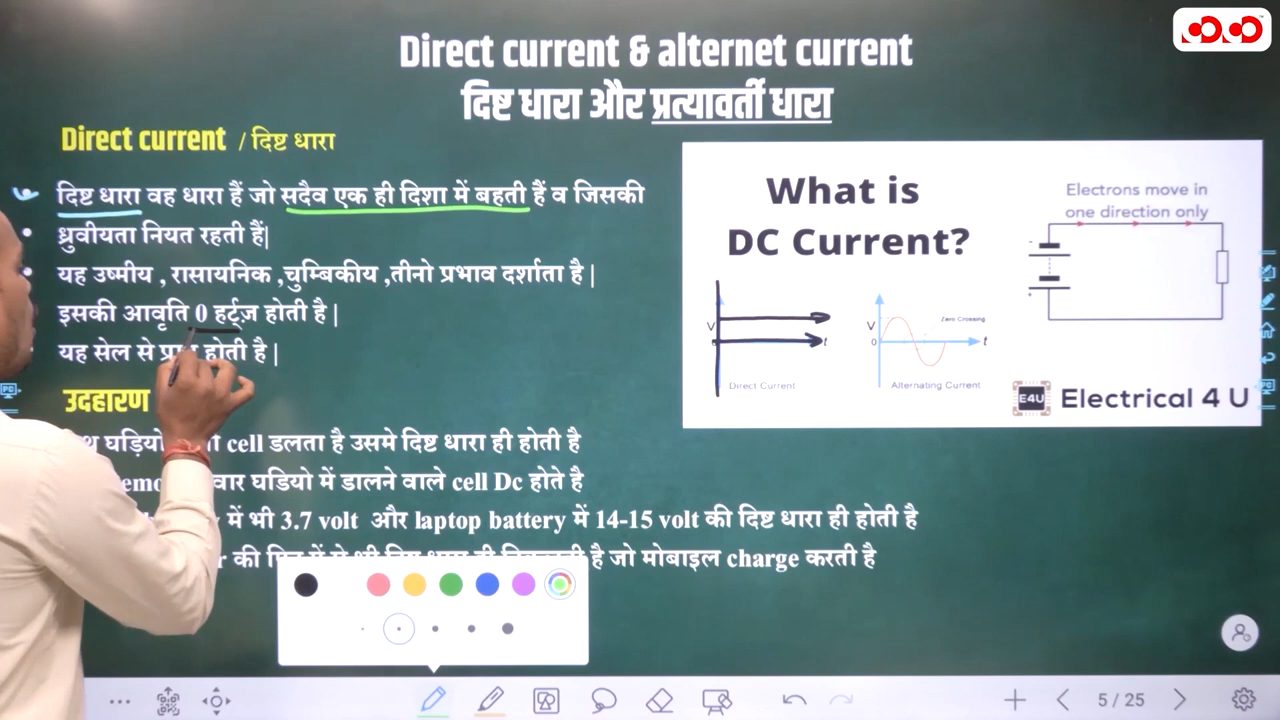 Direct current & alternet current
दिष्ट धारा और प्रत्यावर्ती धारा
Direct current / दिष्ट धारा
दिष्ट धारा वह धारा हैं जो सदैव एक ही दिशा में बहती हैं व जिसकी
ध्रुवीयता नियत रहती हैं|
यह उष्मीय , रासायनिक ,चुम्बिकीय ,तीनो प्रभाव दर्शाता है |
इसकी आवृति 0 हर्ट्ज़ होती है |
यह सेल से होती है |
उदहारण
घड़ियो cell डलता है उसमे दिष्ट धारा ही होती है
वार घडियो में डालने वाले cell Dc होते है
में भी 3.7 volt और laptop battery में 14-15 volt की दिष्ट धारा ही होती है
की है जो मोबाइल charge करती है
What is
DC Current?
Electrons move in
one direction only
V
t
Direct Current
V
0
Zero Crossing
t
Alternating Current
E4U
Electrical 4 U
PC
PC
5 / 25